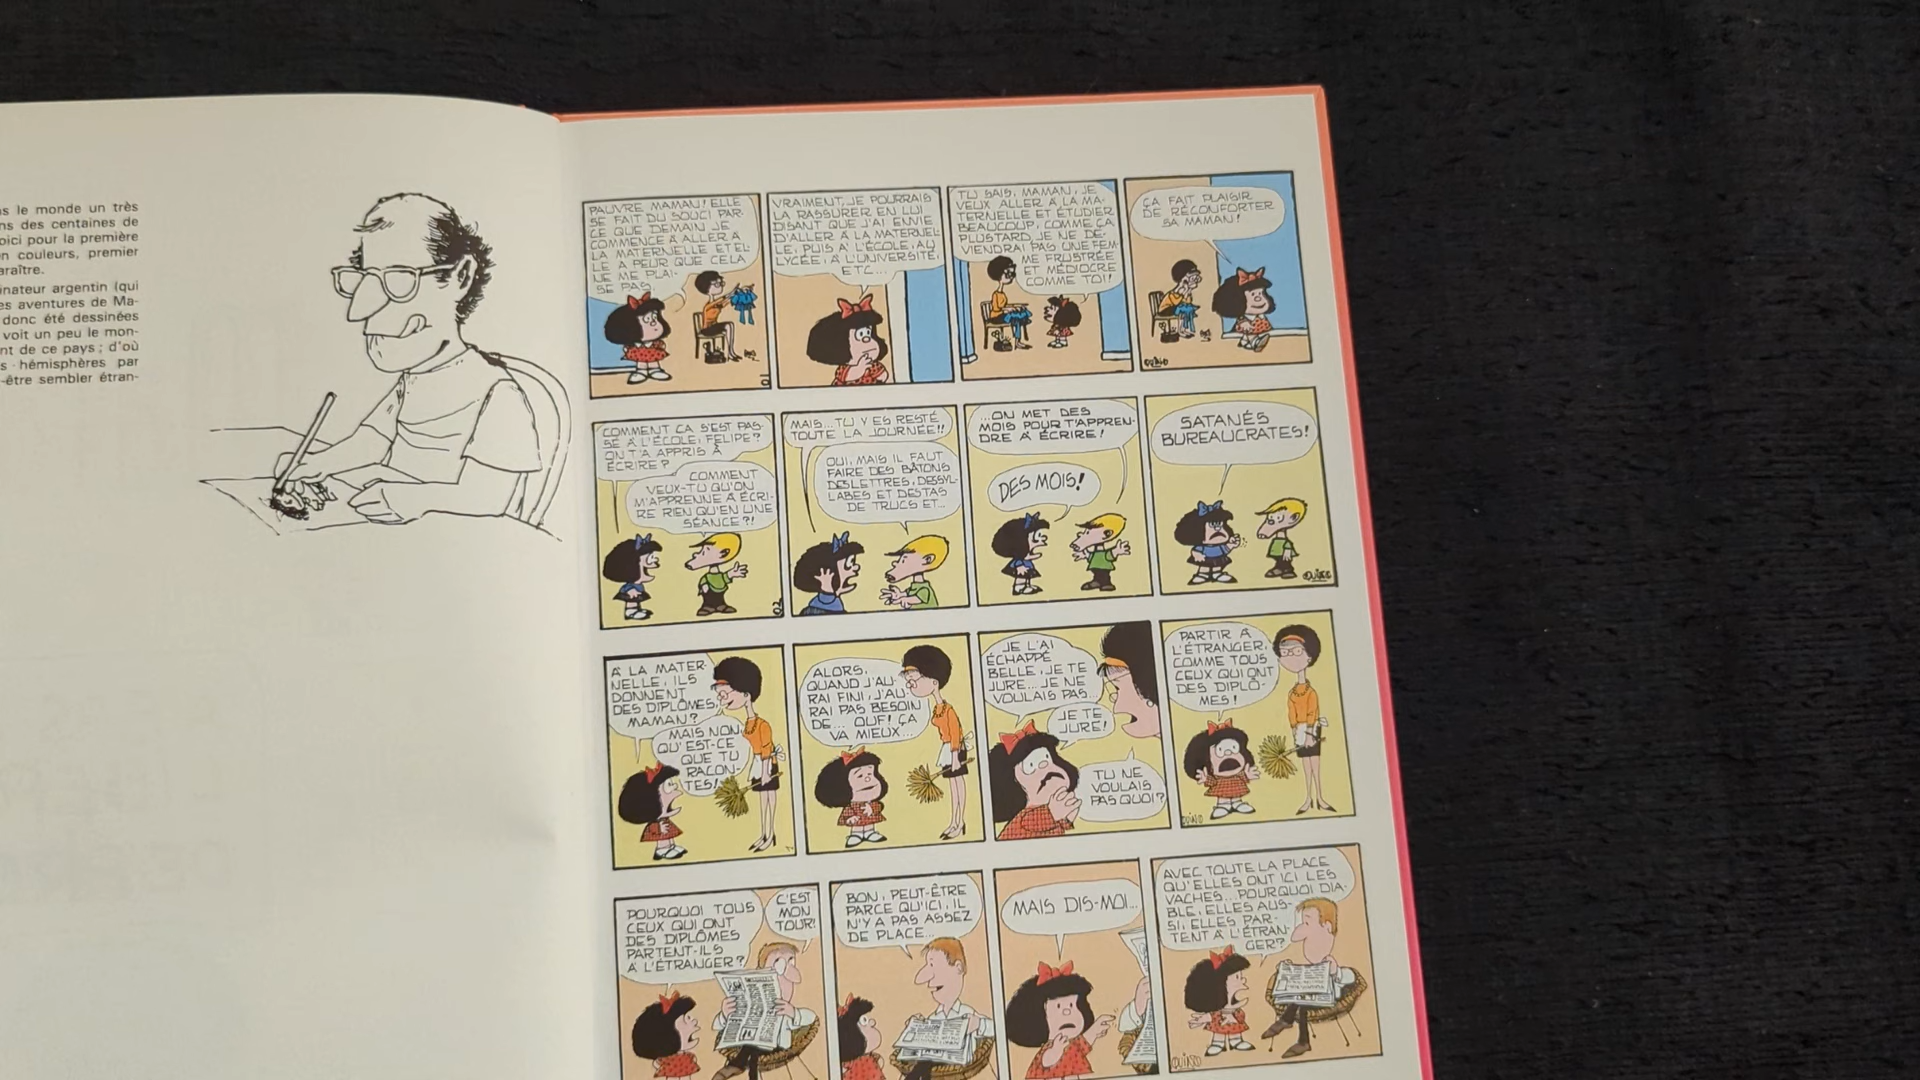 ns le monde un très
ns des centaines de
oici pour la première
en couleurs, premier
araître.
inateur argentin (qui
es aventures de Ma-
donc été dessinées
voit un peu le mon-
nt de ce pays ; d'où
s hémisphères par
-être sembler étran-
PAUVRE MAMAN! ELLE
SE FAIT DU SOUCI PAR-
CE QUE DEMAIN JE
COMMENCE À ALLER À
LA MATERNELLE ET EL-
LE A PEUR QUE CELA
NE ME PLAI-
SE PAS.
VRAIMENT, JE POURRAIS
LA RASSURER EN LUI
DISANT QUE J'AI ENVIE
D'ALLER À LA MATERNEL-
LE, PUIS À L'ÉCOLE, AU
LYCÉE, À L'UNIVERSITÉ,
ETC...
TU SAIS, MAMAN, JE
VEUX ALLER À LA MA-
TERNELLE ET ÉTUDIER
BEAUCOUP, COMME ÇA
PLUSTARD, JE NE DE-
VIENDRAI PAS UNE FEM-
ME FRUSTRÉE
ET MÉDIOCRE
COMME TOI!
ÇA FAIT PLAISIR
DE RÉCONFORTER
SA MAMAN!
QUINO
COMMENT ÇA S'EST PAS-
SÉ À L'ÉCOLE, FELIPE?
ON T'A APPRIS À
ÉCRIRE?
COMMENT
VEUX-TU QU'ON
M'APPRENNE À ÉCRI-
RE RIEN QU'EN UNE
SÉANCE?!
02
MAIS... TU Y ES RESTÉ
TOUTE LA JOURNÉE!!
OUI, MAIS IL FAUT
FAIRE DES BÂTONS
DES LETTRES, DES SYL-
LABES ET DES TAS
DE TRUCS ET...
...ON MET DES
MOIS POUR T'APPREN-
DRE À ÉCRIRE!
DES MOIS!
SATANÉS
BUREAUCRATES!
QUINO
À LA MATER-
NELLE, ILS
DONNENT
DES DIPLÔMES,
MAMAN?
MAIS NON,
QU'EST-CE
QUE TU
RACON-
TES!
ALORS,
QUAND J'AU-
RAI FINI, J'AU-
RAI PAS BESOIN
DE... OUF! ÇA
VA MIEUX...
JE L'AI
ÉCHAPPÉ
BELLE, JE TE
JURE... JE NE
VOULAIS PAS...
JE TE
JURE!
TU NE
VOULAIS
PAS QUOI?
PARTIR À
L'ÉTRANGER,
COMME TOUS
CEUX QUI ONT
DES DIPLÔ-
MES!
QUINO
POURQUOI TOUS
CEUX QUI ONT
DES DIPLÔMES
PARTENT-ILS
À L'ÉTRANGER?
C'EST
MON
TOUR!
BON, PEUT-ÊTRE
PARCE QU'ICI, IL
N'Y A PAS ASSEZ
DE PLACE...
MAIS DIS-MOI...
AVEC TOUTE LA PLACE
QU'ELLES ONT ICI LES
VACHES... POURQUOI DIA-
BLE, ELLES AUS-
SI, ELLES PAR-
TENT À L'ÉTRAN-
GER?
QUINO